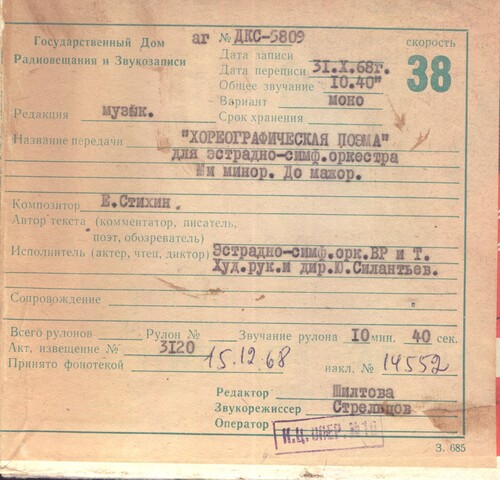 Государственный Дом
Радиовещания и Звукозаписи
аг № ДКС-5809
скорость
38
Дата записи
Дата переписи 31.X.68г.
Общее звучание 10.40"
Вариант моно
Редакция музык.
Срок хранения
Название передачи "ХОРЕОГРАФИЧЕСКАЯ ПОЭМА"
для эстрадно-симф.оркестра
Ми минор. До мажор.
Композитор Е.Стихин.
Автор текста (комментатор, писатель,
поэт, обозреватель)
Исполнитель (актер, чтец, диктор) Эстрадно-симф.орк.ВР и Т.
Худ.рук.и дир.Ю.Силантьев.
Сопровождение
Всего рулонов Рулон № Звучание рулона 10 мин. 40 сек.
Акт. извещение № 3120
Принято фонотекой 15.12.68 накл. № 14552
Редактор Шилтова
Звукорежиссер Стрельцов
Оператор
З. 685